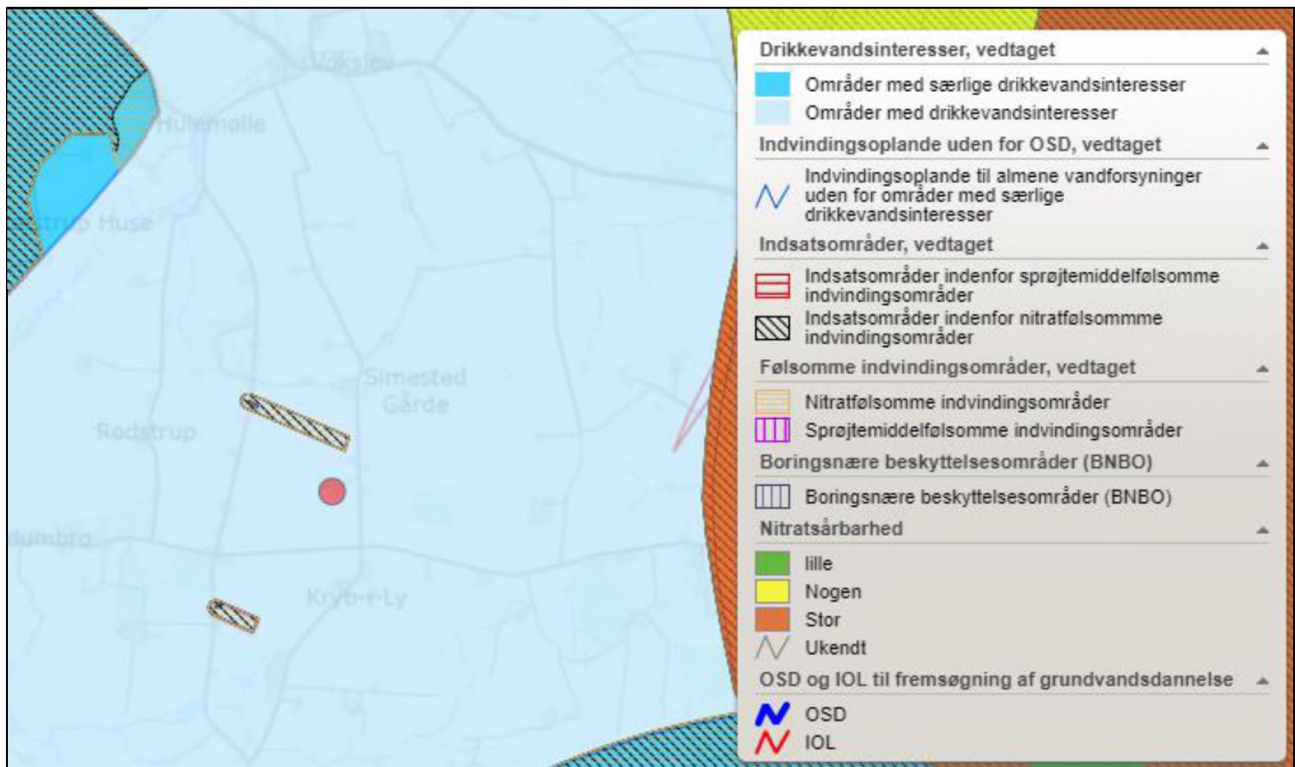 Vokslev
Hulemølle
strup Huse
Simested
Gårde
Rodstrup
Kryb-i-Ly
Drikkevandsinteresser, vedtaget
Områder med særlige drikkevandsinteresser
Områder med drikkevandsinteresser
Indvindingsoplande uden for OSD, vedtaget
Indvindingsoplande til almene vandforsyninger
uden for områder med særlige
drikkevandsinteresser
Indsatsområder, vedtaget
Indsatsområder indenfor sprøjtemiddelfølsomme
indvindingsområder
Indsatsområder indenfor nitratfølsommme
indvindingsområder
Følsomme indvindingsområder, vedtaget
Nitratfølsomme indvindingsområder
Sprøjtemiddelfølsomme indvindingsområder
Boringsnære beskyttelsesområder (BNBO)
Boringsnære beskyttelsesområder (BNBO)
Nitratsårbarhed
lille
Nogen
Stor
Ukendt
OSD og IOL til fremsøgning af grundvandsdannelse
OSD
IOL